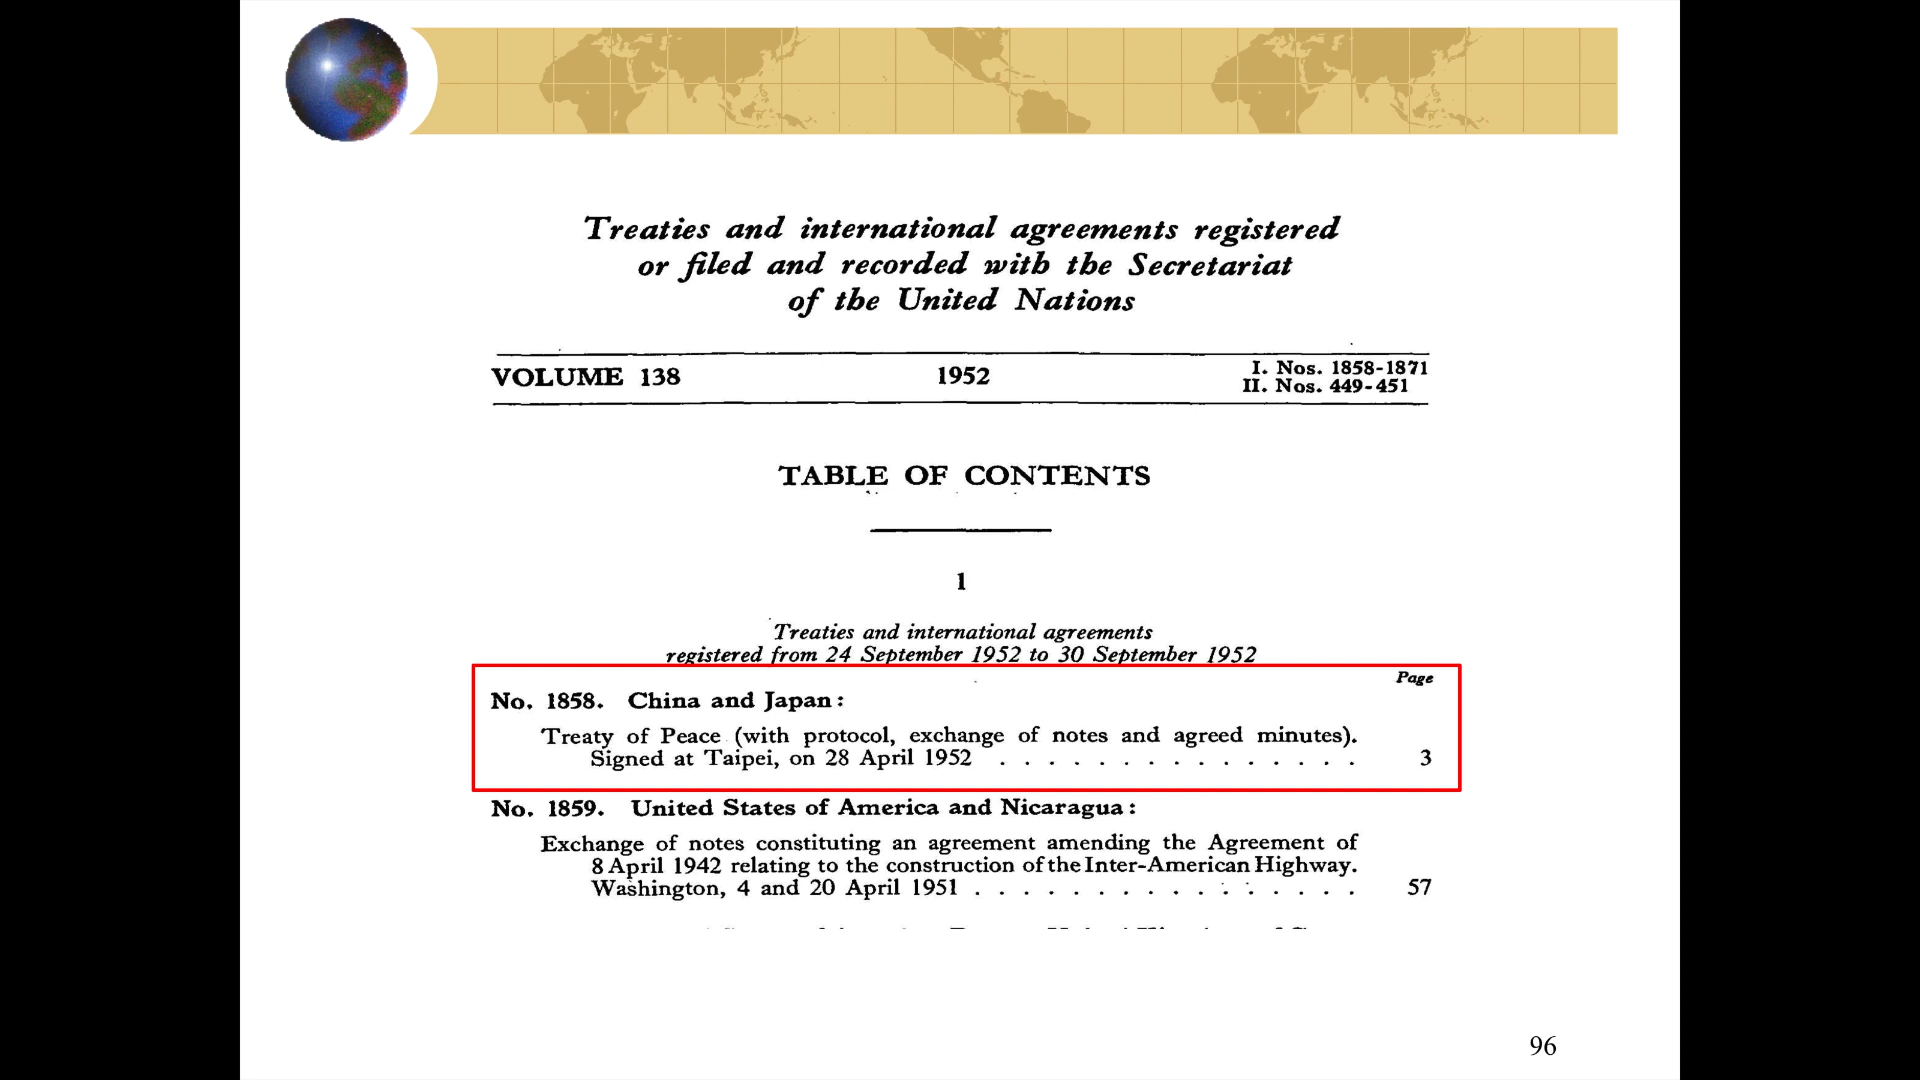 Treaties and international agreements registered
or filed and recorded with the Secretariat
of the United Nations
VOLUME 138 1952 I. Nos. 1858-1871
II. Nos. 449-451
TABLE OF CONTENTS
1
Treaties and international agreements
registered from 24 September 1952 to 30 September 1952
Page
No. 1858. China and Japan:
Treaty of Peace (with protocol, exchange of notes and agreed minutes).
Signed at Taipei, on 28 April 1952 . . . . . . . . . . . . . . . 3
No. 1859. United States of America and Nicaragua:
Exchange of notes constituting an agreement amending the Agreement of
8 April 1942 relating to the construction of the Inter-American Highway.
Washington, 4 and 20 April 1951 . . . . . . . . . . . . . . . . 57
96